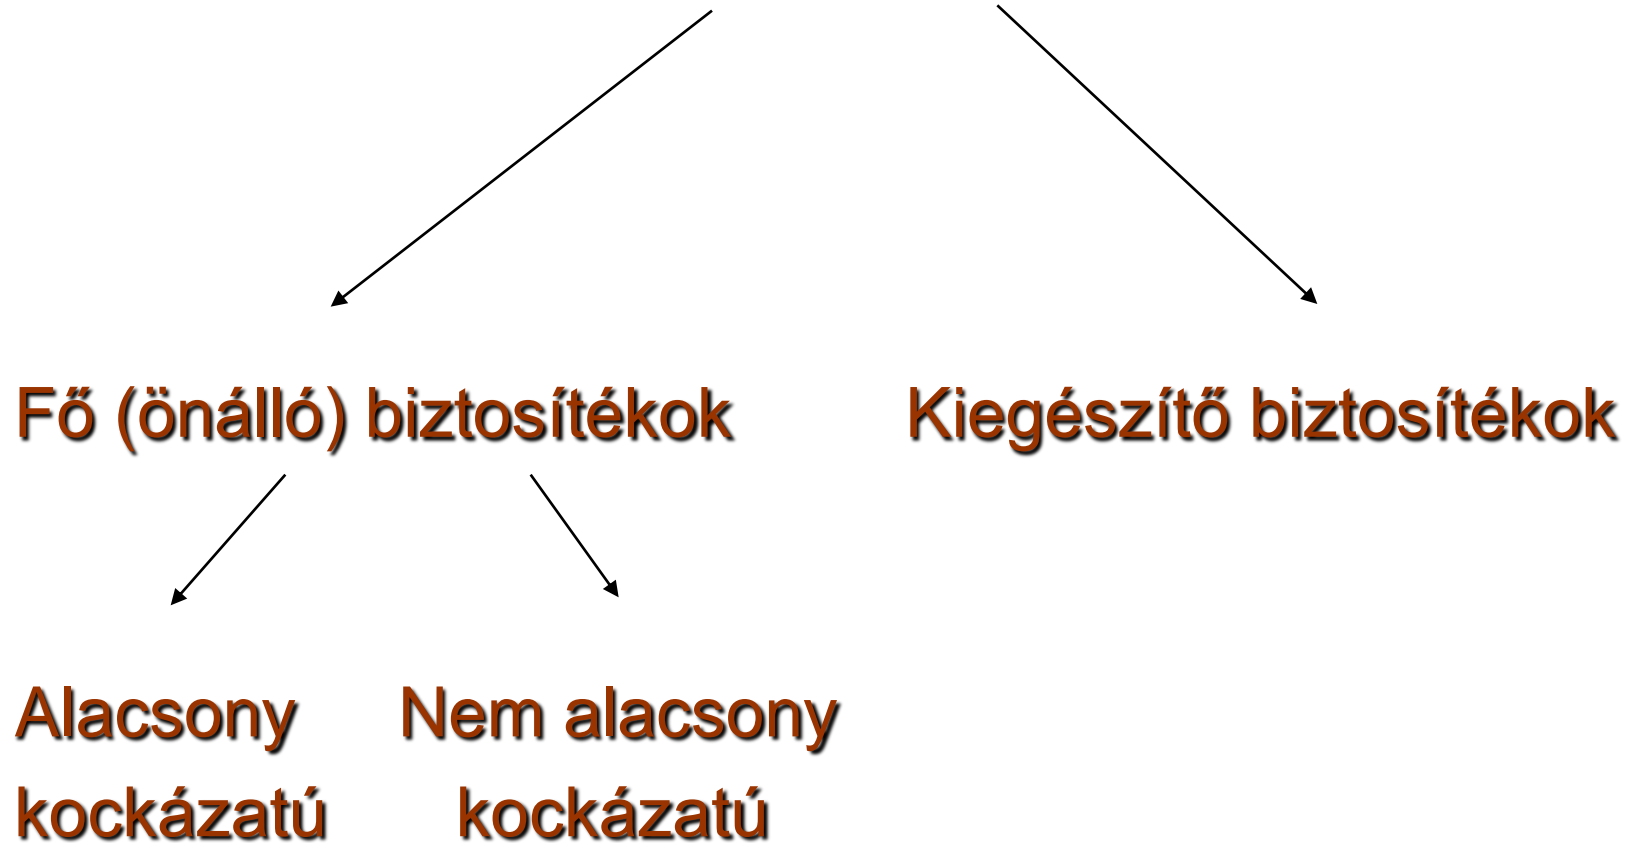 Fő (önálló) biztosítékok Kiegészítő biztosítékok
Alacsony Nem alacsony
kockázatú kockázatú